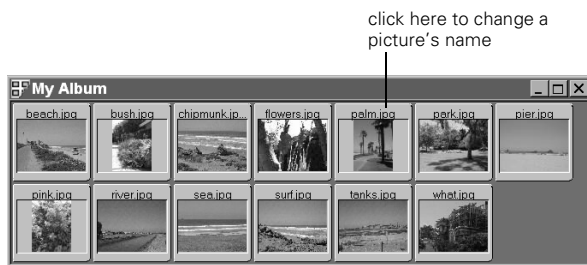 click here to change a
picture's name
My Album
beach.jpg bush.jpg chipmunk.jp... flowers.jpg palm.jpg park.jpg pier.jpg
pink.jpg river.jpg sea.jpg surf.jpg tanks.jpg what.jpg